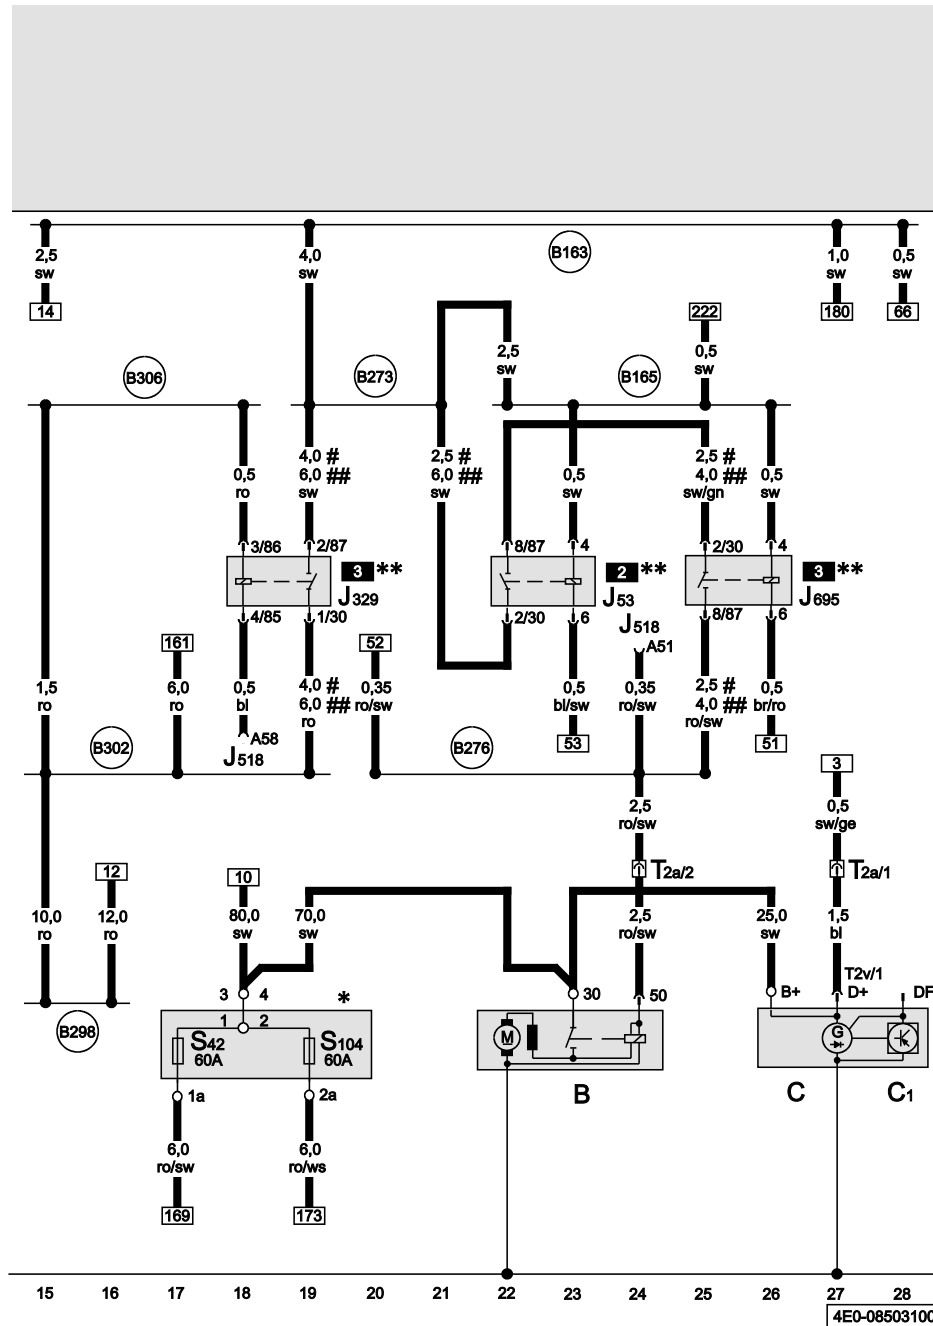 2,5 4,0 1,0 0,5
sw sw B163 sw sw
14 180 66
222
2,5 0,5
sw sw
B306 B273 B165
4,0 # 2,5 # 2,5 #
0,5 6,0 ## 6,0 ## 0,5 4,0 ## 0,5
ro sw sw sw sw/gn sw
3/86 2/87 8/87 4 2/30 4
3 ** 2 ** 3 **
J329 J53 J695
4/85 1/30 2/30 6 8/87 6
J518
161 52 A51
1,5 6,0 0,5 4,0 # 0,35 0,5 0,35 2,5 # 0,5
ro ro bl 6,0 ## ro/sw bl/sw ro/sw 4,0 ## br/ro
ro ro/sw
A58
J518
53 51
B302 B276
3
2,5 0,5
ro/sw sw/ge
T2a/2 T2a/1
12 10
10,0 12,0 80,0 70,0 2,5 25,0 1,5
ro ro sw sw ro/sw sw bl
T2v/1
3 4 * 30 50 B+ D+ DF
B298
1 2
S42 S104 M G
60A 60A
B C C1
1a 2a
6,0 6,0
ro/sw ro/ws
169 173
15 16 17 18 19 20 21 22 23 24 25 26 27 28
4E0-08503100